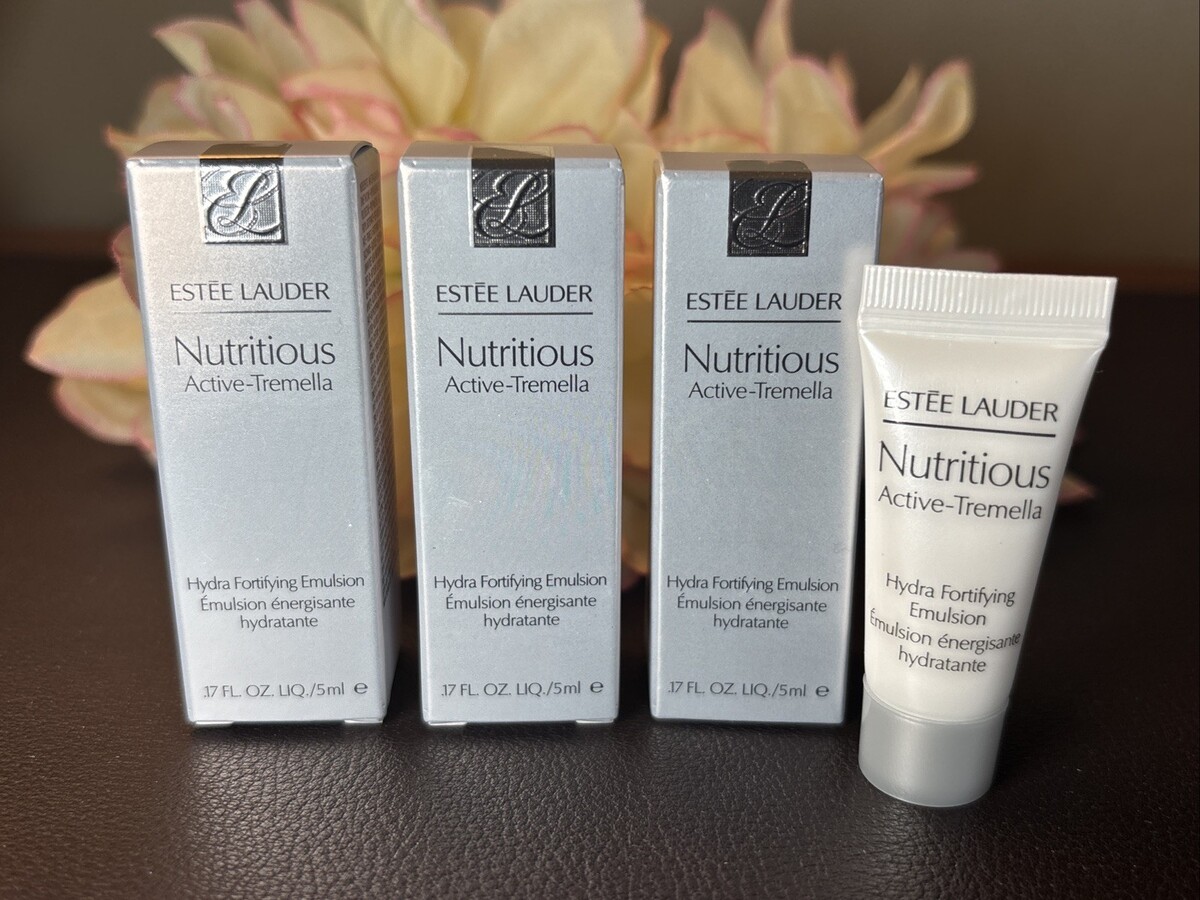 EL
ESTĒE LAUDER
Nutritious
Active-Tremella
Hydra Fortifying Emulsion
Émulsion énergisante
hydratante
.17 FL. OZ. LIQ./5ml e
EL
ESTĒE LAUDER
Nutritious
Active-Tremella
Hydra Fortifying Emulsion
Émulsion énergisante
hydratante
.17 FL. OZ. LIQ./5ml e
EL
ESTĒE LAUDER
Nutritious
Active-Tremella
Hydra Fortifying Emulsion
Émulsion énergisante
hydratante
.17 FL. OZ. LIQ./5ml e
ESTĒE LAUDER
Nutritious
Active-Tremella
Hydra Fortifying
Emulsion
Émulsion énergisante
hydratante